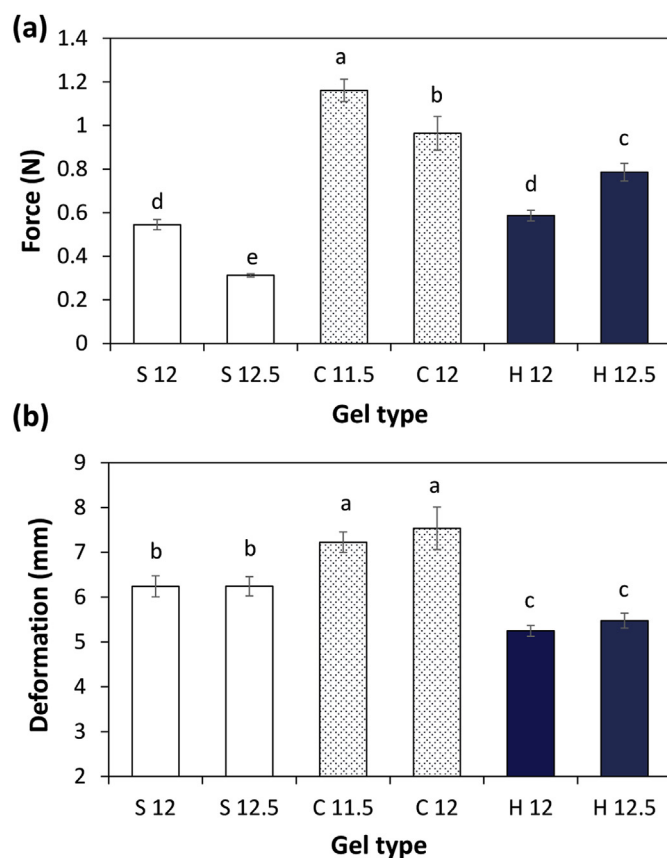 (a)
Force (N)
1.4
1.2
1
0.8
0.6
0.4
0.2
0
d
e
a
b
d
c
S 12 S 12.5 C 11.5 C 12 H 12 H 12.5
Gel type
(b)
Deformation (mm)
9
8
7
6
5
4
3
2
b
b
a
a
c
c
S 12 S 12.5 C 11.5 C 12 H 12 H 12.5
Gel type